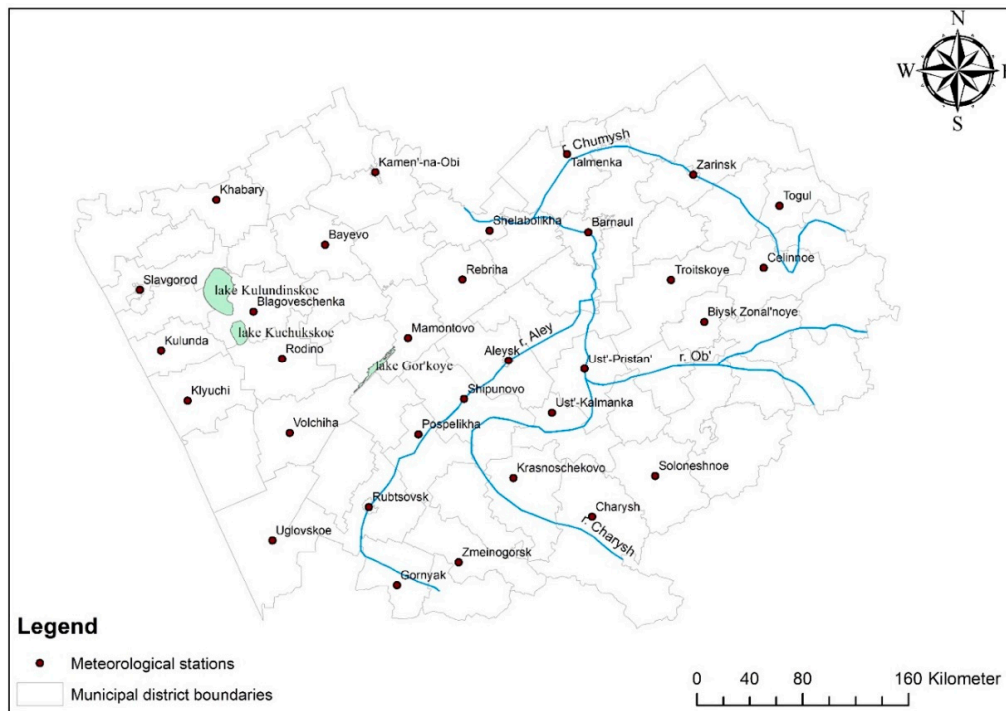 N
W
E
S
r. Chumysh
Talmenka
Kamen'-na-Obi
Zarinsk
Khabary
Togul
Shelabolikha
Barnaul
Bayevo
Celinnoe
Rebriha
Troitskoye
Slavgorod
lake Kulundinskoe
Blagoveschenka
Biysk Zonal'noye
lake Kuchukskoe
Mamontovo
r. Aley
Kulunda
Rodino
Aleysk
Ust'-Pristan'
r. Ob'
lake Gor'koye
Klyuchi
Shipunovo
Ust'-Kalmanka
Volchiha
Pospelikha
Krasnoschekovo
Soloneshnoe
Rubtsovsk
Charysh
r. Charysh
Uglovskoe
Zmeinogorsk
Gornyak
Legend
Meteorological stations
Municipal district boundaries
0 40 80 160 Kilometer